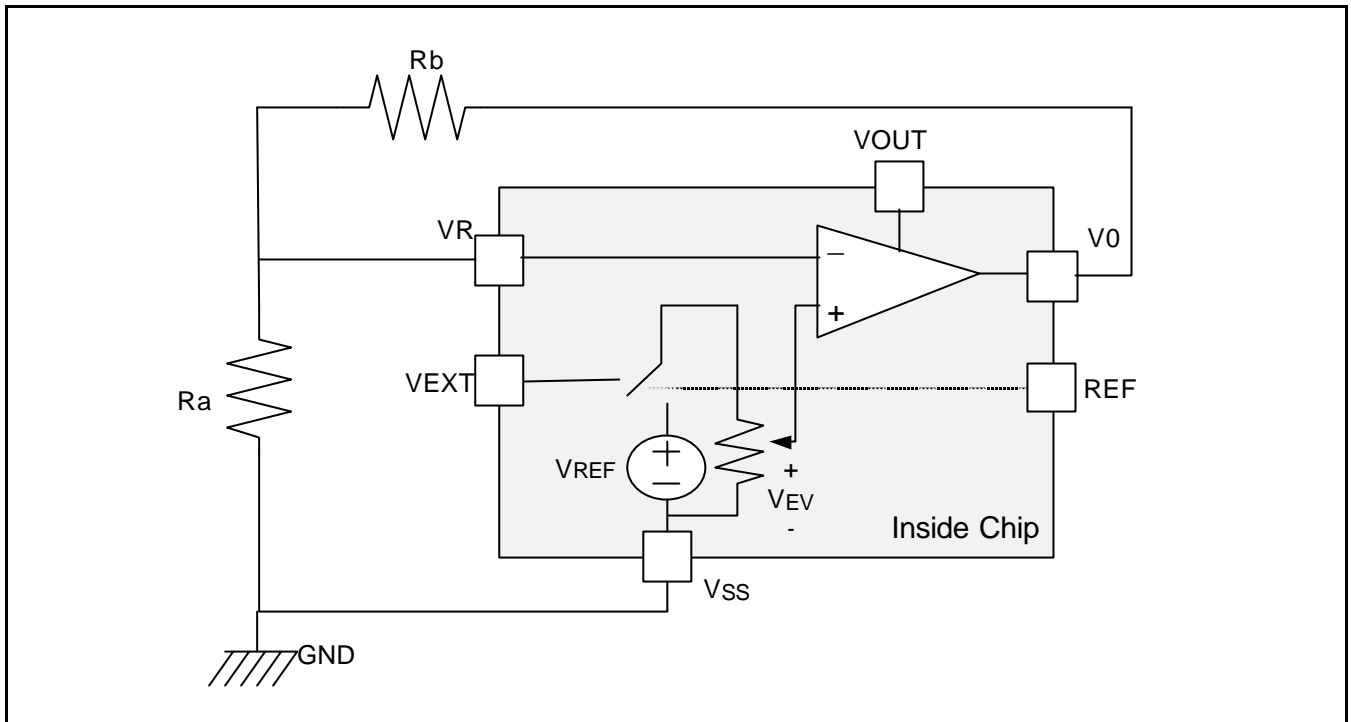 Rb
VOUT
VR
V0
−
+
VEXT
REF
Ra
+
−
VREF
+
VEV
-
Inside Chip
VSS
GND